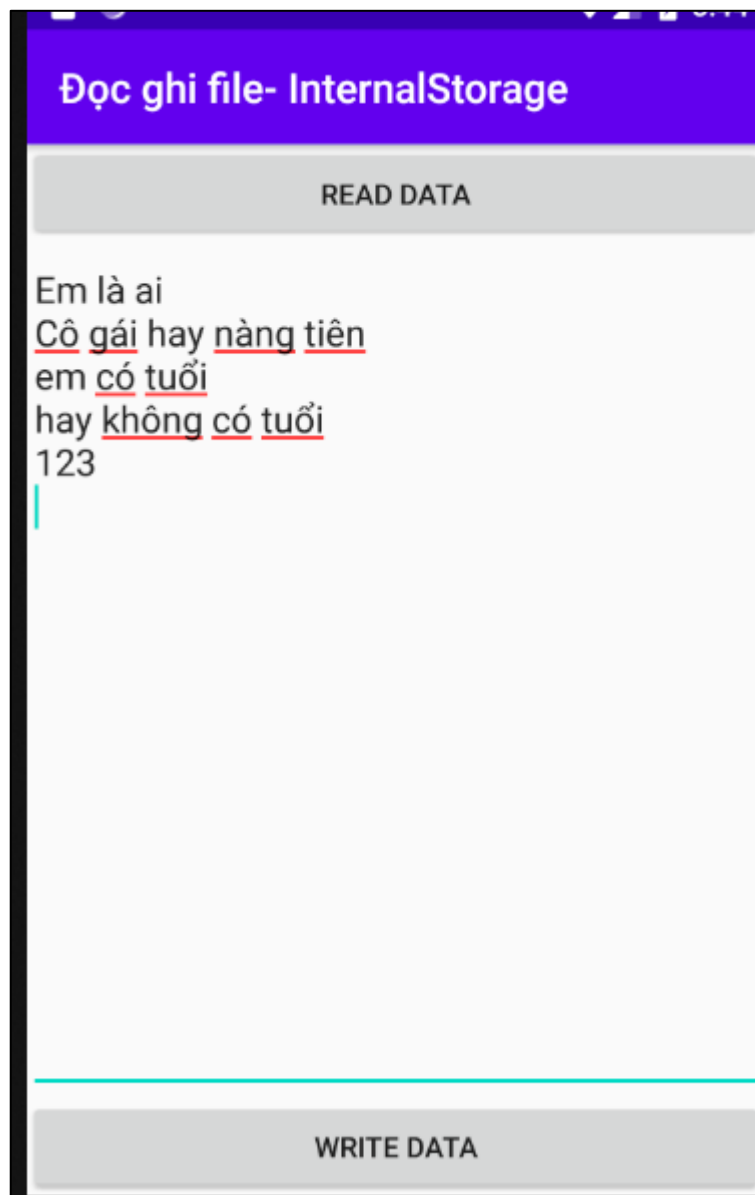 Đọc ghi file- InternalStorage
READ DATA
Em là ai
Cô gái hay nàng tiên
em có tuổi
hay không có tuổi
123
WRITE DATA